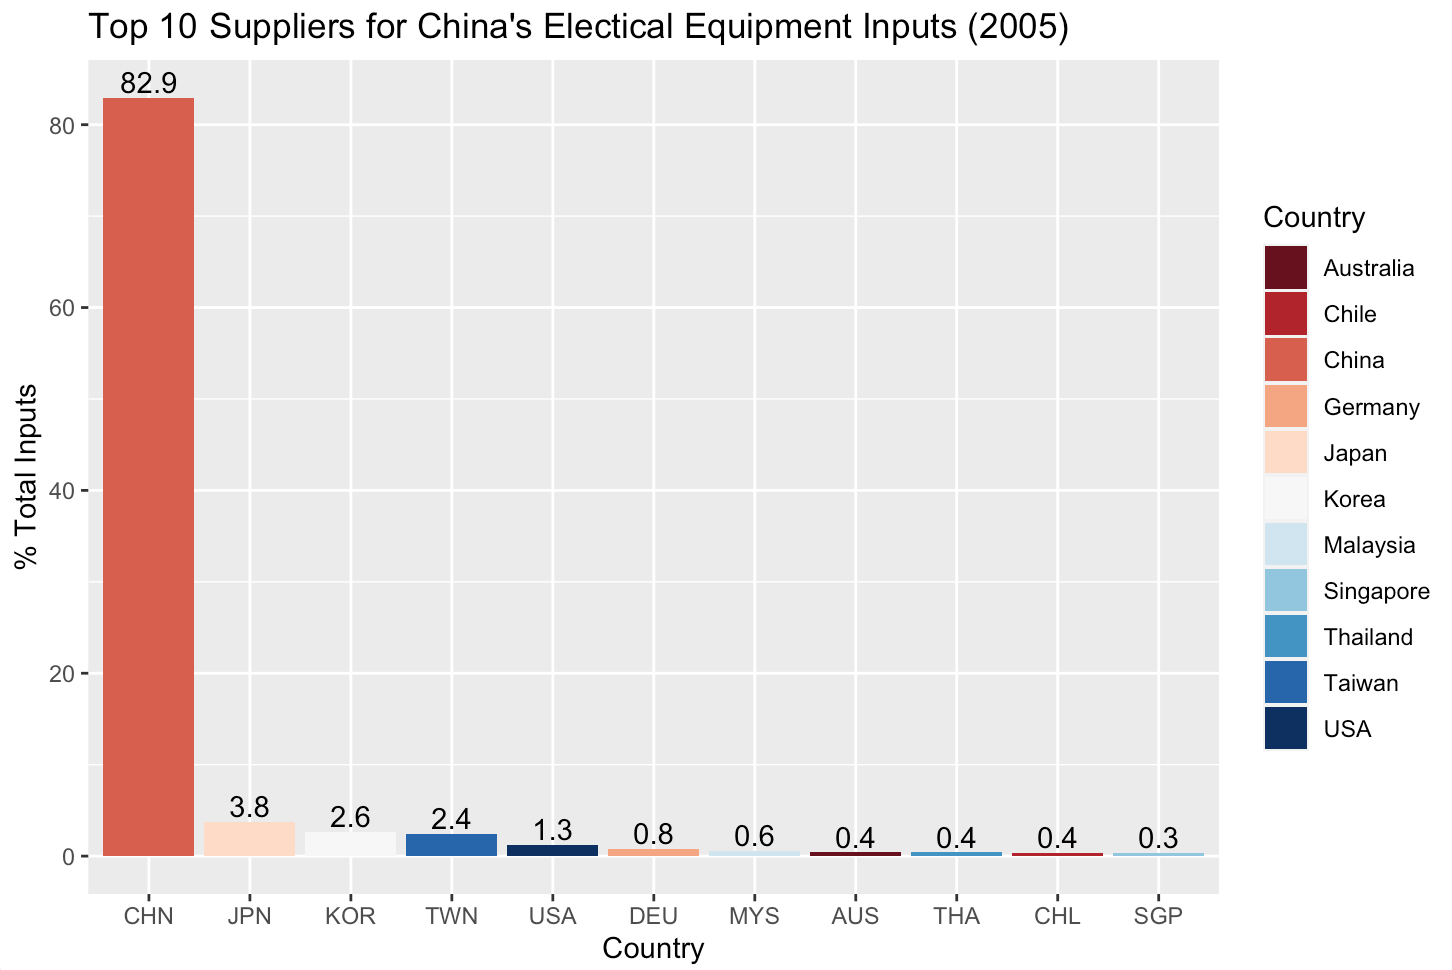 Top 10 Suppliers for China's Electical Equipment Inputs (2005)
% Total Inputs
80
60
40
20
0
82.9
3.8
2.6
2.4
1.3
0.8
0.6
0.4
0.4
0.4
0.3
CHN JPN KOR TWN USA DEU MYS AUS THA CHL SGP
Country
Country
Australia
Chile
China
Germany
Japan
Korea
Malaysia
Singapore
Thailand
Taiwan
USA